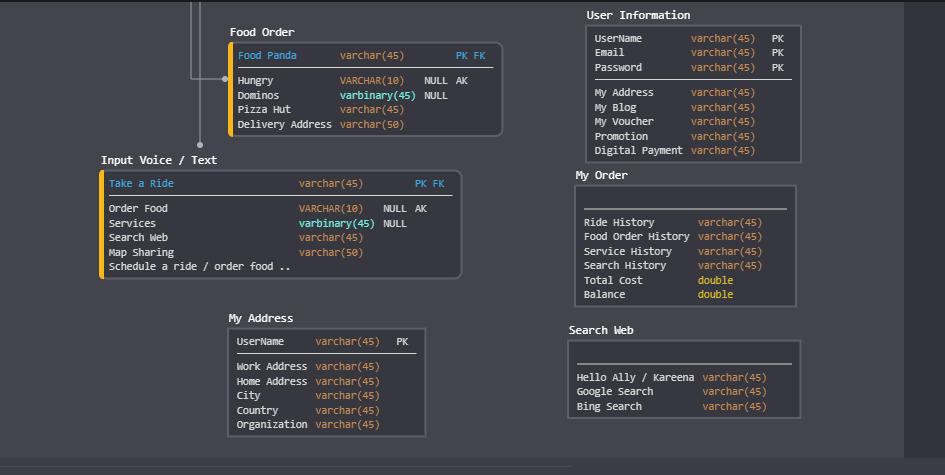 Food Order
Food Panda varchar(45) PK FK
Hungry VARCHAR(10) NULL AK
Dominos varbinary(45) NULL
Pizza Hut varchar(45)
Delivery Address varchar(50)
Input Voice / Text
Take a Ride varchar(45) PK FK
Order Food VARCHAR(10) NULL AK
Services varbinary(45) NULL
Search Web varchar(45)
Map Sharing varchar(50)
Schedule a ride / order food ..
My Address
UserName varchar(45) PK
Work Address varchar(45)
Home Address varchar(45)
City varchar(45)
Country varchar(45)
Organization varchar(45)
User Information
UserName varchar(45) PK
Email varchar(45) PK
Password varchar(45) PK
My Address varchar(45)
My Blog varchar(45)
My Voucher varchar(45)
Promotion varchar(45)
Digital Payment varchar(45)
My Order
Ride History varchar(45)
Food Order History varchar(45)
Service History varchar(45)
Search History varchar(45)
Total Cost double
Balance double
Search Web
Hello Ally / Kareena varchar(45)
Google Search varchar(45)
Bing Search varchar(45)